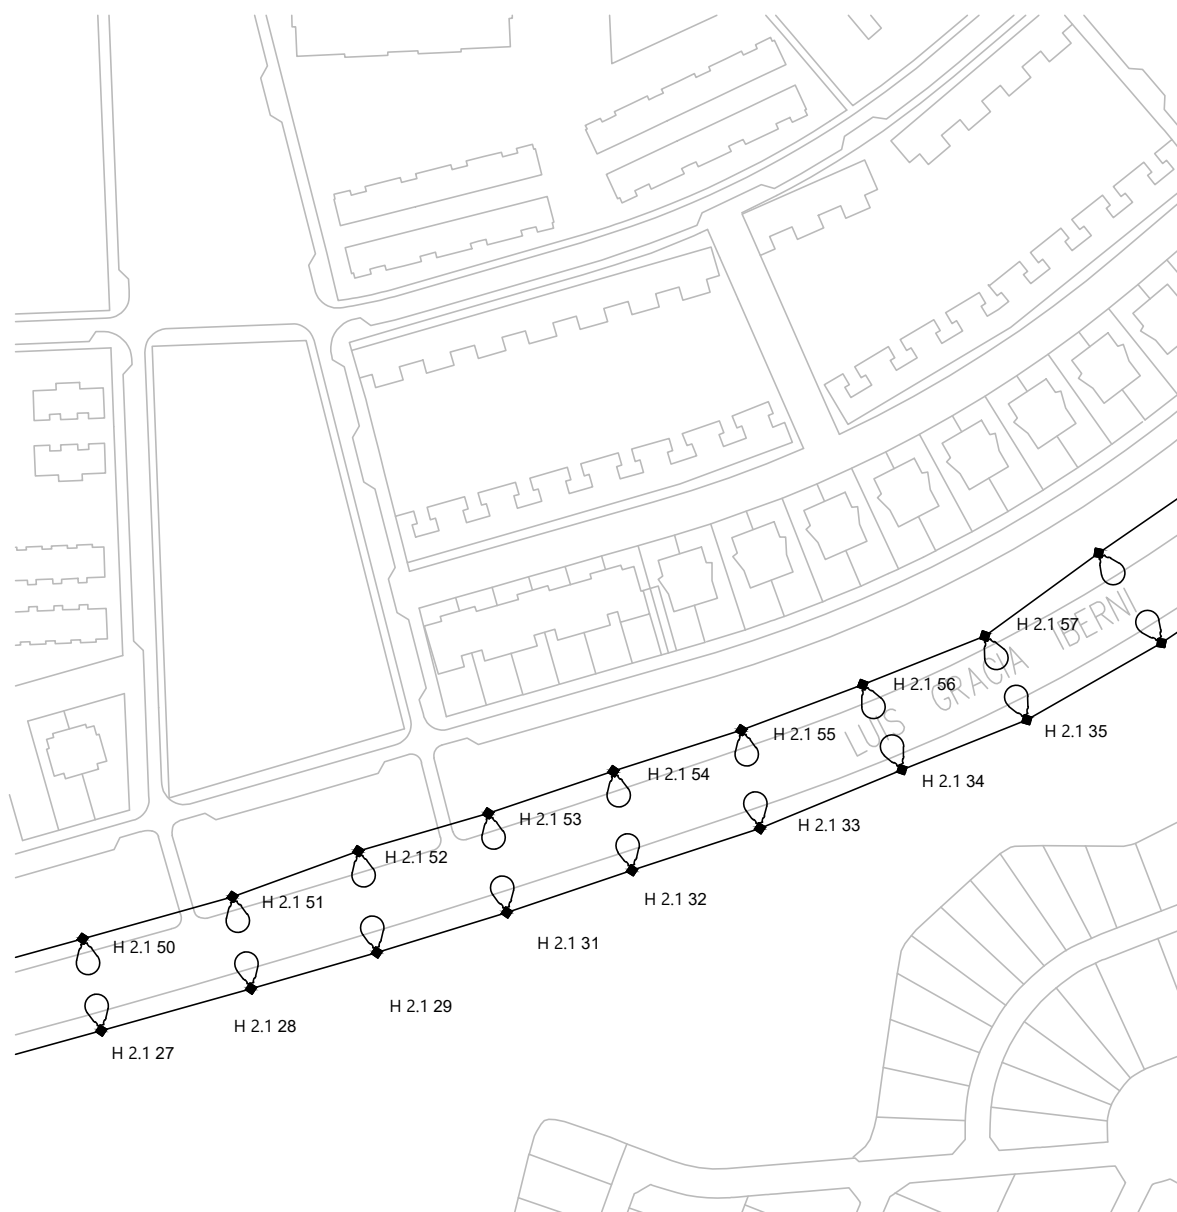 H 2.1 57
LUIS GRACIA IBERNI
H 2.1 56
H 2.1 55
H 2.1 35
H 2.1 54
H 2.1 34
H 2.1 53
H 2.1 33
H 2.1 52
H 2.1 32
H 2.1 51
H 2.1 31
H 2.1 50
H 2.1 29
H 2.1 28
H 2.1 27